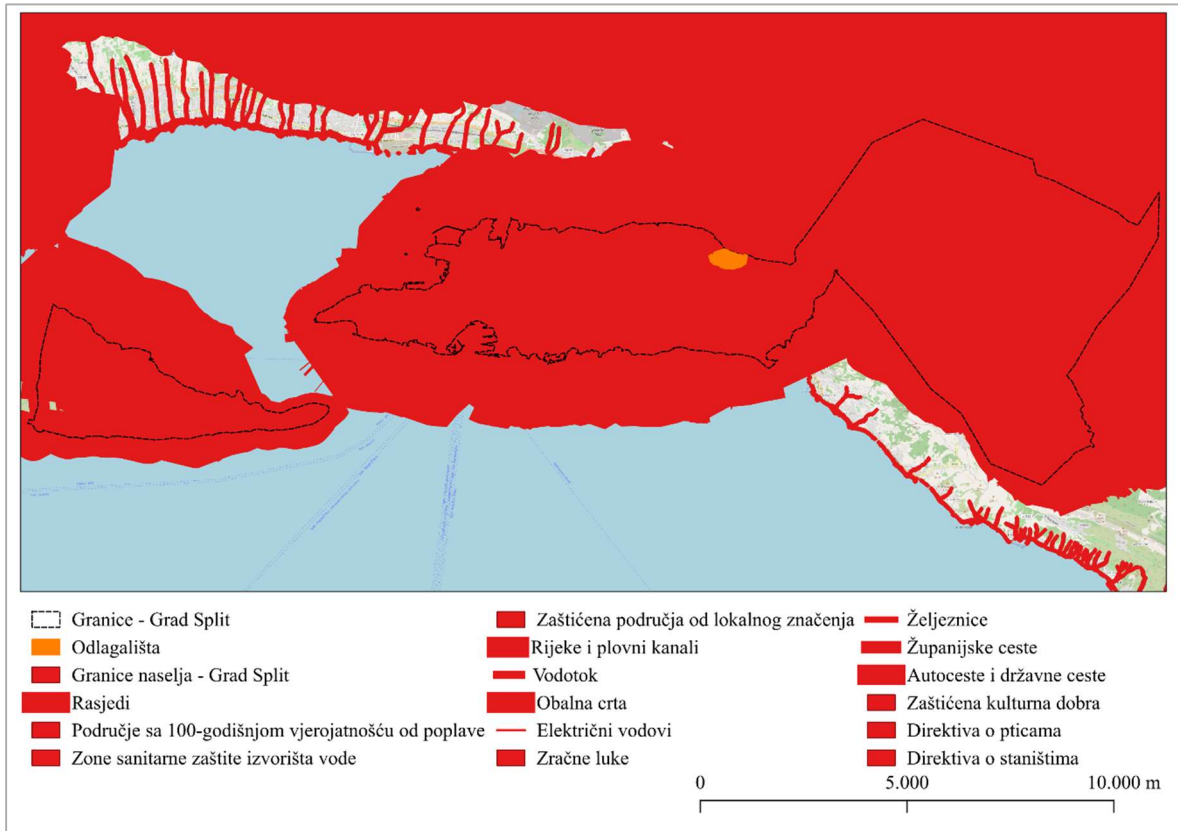 Granice - Grad Split
Odlagališta
Granice naselja - Grad Split
Rasjedi
Područje sa 100-godišnjom vjerojatnošću od poplave
Zone sanitarne zaštite izvorišta vode
Zaštićena područja od lokalnog značenja
Rijeke i plovni kanali
Vodotok
Obalna crta
Električni vodovi
Zračne luke
Željeznice
Županijske ceste
Autoceste i državne ceste
Zaštićena kulturna dobra
Direktiva o pticama
Direktiva o staništima
0 5.000 10.000 m